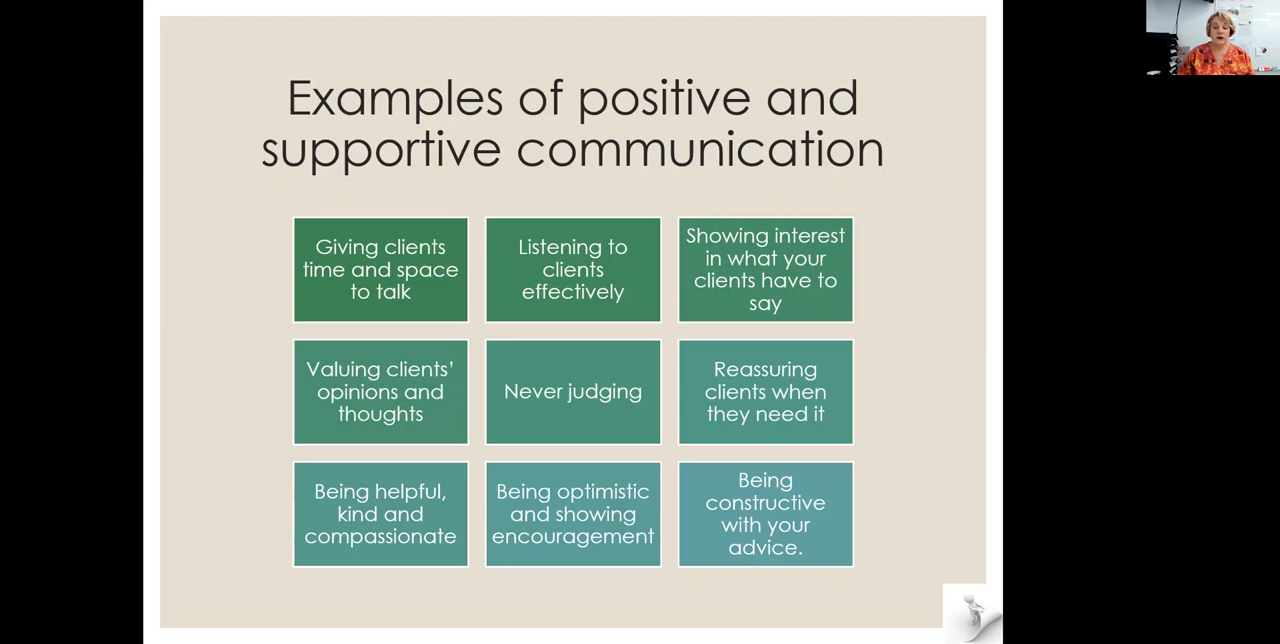 Examples of positive and
supportive communication
Giving clients
time and space
to talk
Listening to
clients
effectively
Showing interest
in what your
clients have to
say
Valuing clients’
opinions and
thoughts
Never judging
Reassuring
clients when
they need it
Being helpful,
kind and
compassionate
Being optimistic
and showing
encouragement
Being
constructive
with your
advice.